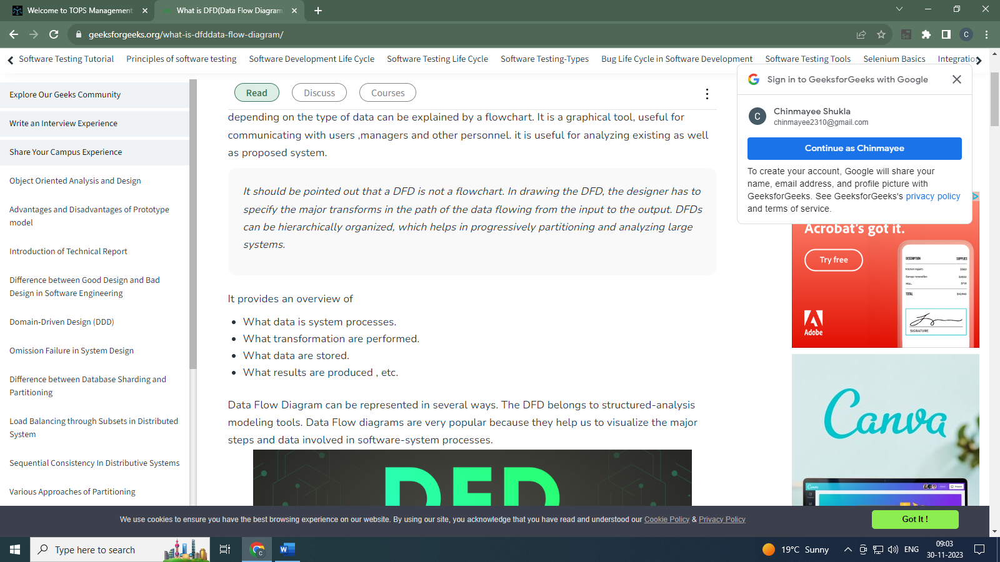 Welcome to TOPS Management
What is DFD(Data Flow Diagram
geeksforgeeks.org/what-is-dfddata-flow-diagram/
C
Software Testing Tutorial
Principles of software testing
Software Development Life Cycle
Software Testing Life Cycle
Software Testing-Types
Bug Life Cycle in Software Development
Software Testing Tools
Selenium Basics
Integratio
Explore Our Geeks Community
Write an Interview Experience
Share Your Campus Experience
Object Oriented Analysis and Design
Advantages and Disadvantages of Prototype
model
Introduction of Technical Report
Difference between Good Design and Bad
Design in Software Engineering
Domain-Driven Design (DDD)
Omission Failure in System Design
Difference between Database Sharding and
Partitioning
Load Balancing through Subsets in Distributed
System
Sequential Consistency In Distributive Systems
Various Approaches of Partitioning
Read
Discuss
Courses
depending on the type of data can be explained by a flowchart. It is a graphical tool, useful for
communicating with users ,managers and other personnel. it is useful for analyzing existing as well
as proposed system.
It should be pointed out that a DFD is not a flowchart. In drawing the DFD, the designer has to
specify the major transforms in the path of the data flowing from the input to the output. DFDs
can be hierarchically organized, which helps in progressively partitioning and analyzing large
systems.
It provides an overview of
What data is system processes.
What transformation are performed.
What data are stored.
What results are produced , etc.
Data Flow Diagram can be represented in several ways. The DFD belongs to structured-analysis
modeling tools. Data Flow diagrams are very popular because they help us to visualize the major
steps and data involved in software-system processes.
DFD
Sign in to GeeksforGeeks with Google
C
Chinmayee Shukla
chinmayee2310@gmail.com
Continue as Chinmayee
To create your account, Google will share your
name, email address, and profile picture with
GeeksforGeeks. See GeeksforGeeks's privacy policy
and terms of service.
Acrobat's got it.
Try free
DESCRIPTION SUPPLIES
Kitchen repairs
Garage renovation
Misc.
TOTAL
SIGNATURE
Adobe
Canva
We use cookies to ensure you have the best browsing experience on our website. By using our site, you acknowledge that you have read and understood our Cookie Policy & Privacy Policy
Got It !
Type here to search
19°C Sunny
ENG
09:03
30-11-2023